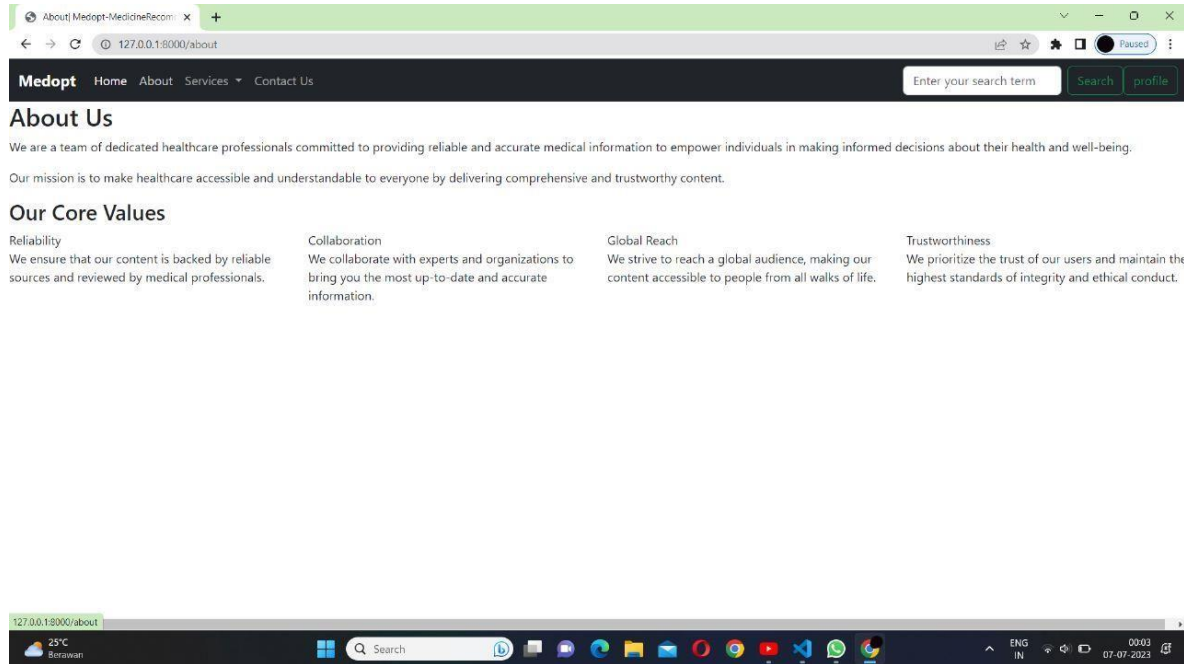 About| Medopt-MedicineRecom
127.0.0.1:8000/about
Paused
Medopt Home About Services Contact Us Enter your search term Search profile
About Us
We are a team of dedicated healthcare professionals committed to providing reliable and accurate medical information to empower individuals in making informed decisions about their health and well-being.
Our mission is to make healthcare accessible and understandable to everyone by delivering comprehensive and trustworthy content.
Our Core Values
Reliability
We ensure that our content is backed by reliable
sources and reviewed by medical professionals.
Collaboration
We collaborate with experts and organizations to
bring you the most up-to-date and accurate
information.
Global Reach
We strive to reach a global audience, making our
content accessible to people from all walks of life.
Trustworthiness
We prioritize the trust of our users and maintain the
highest standards of integrity and ethical conduct.
127.0.0.1:8000/about
25°C
Berawan
Search
ENG
IN
00:03
07-07-2023